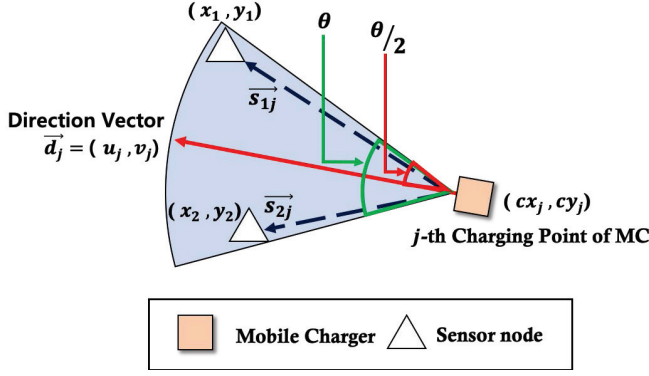 (x₁, y₁)
θ
θ/2
s₁ⱼ
Direction Vector
dⱼ = (uⱼ, vⱼ)
(x₂, y₂)
s₂ⱼ
(cxⱼ, cyⱼ)
j-th Charging Point of MC
Mobile Charger
Sensor node